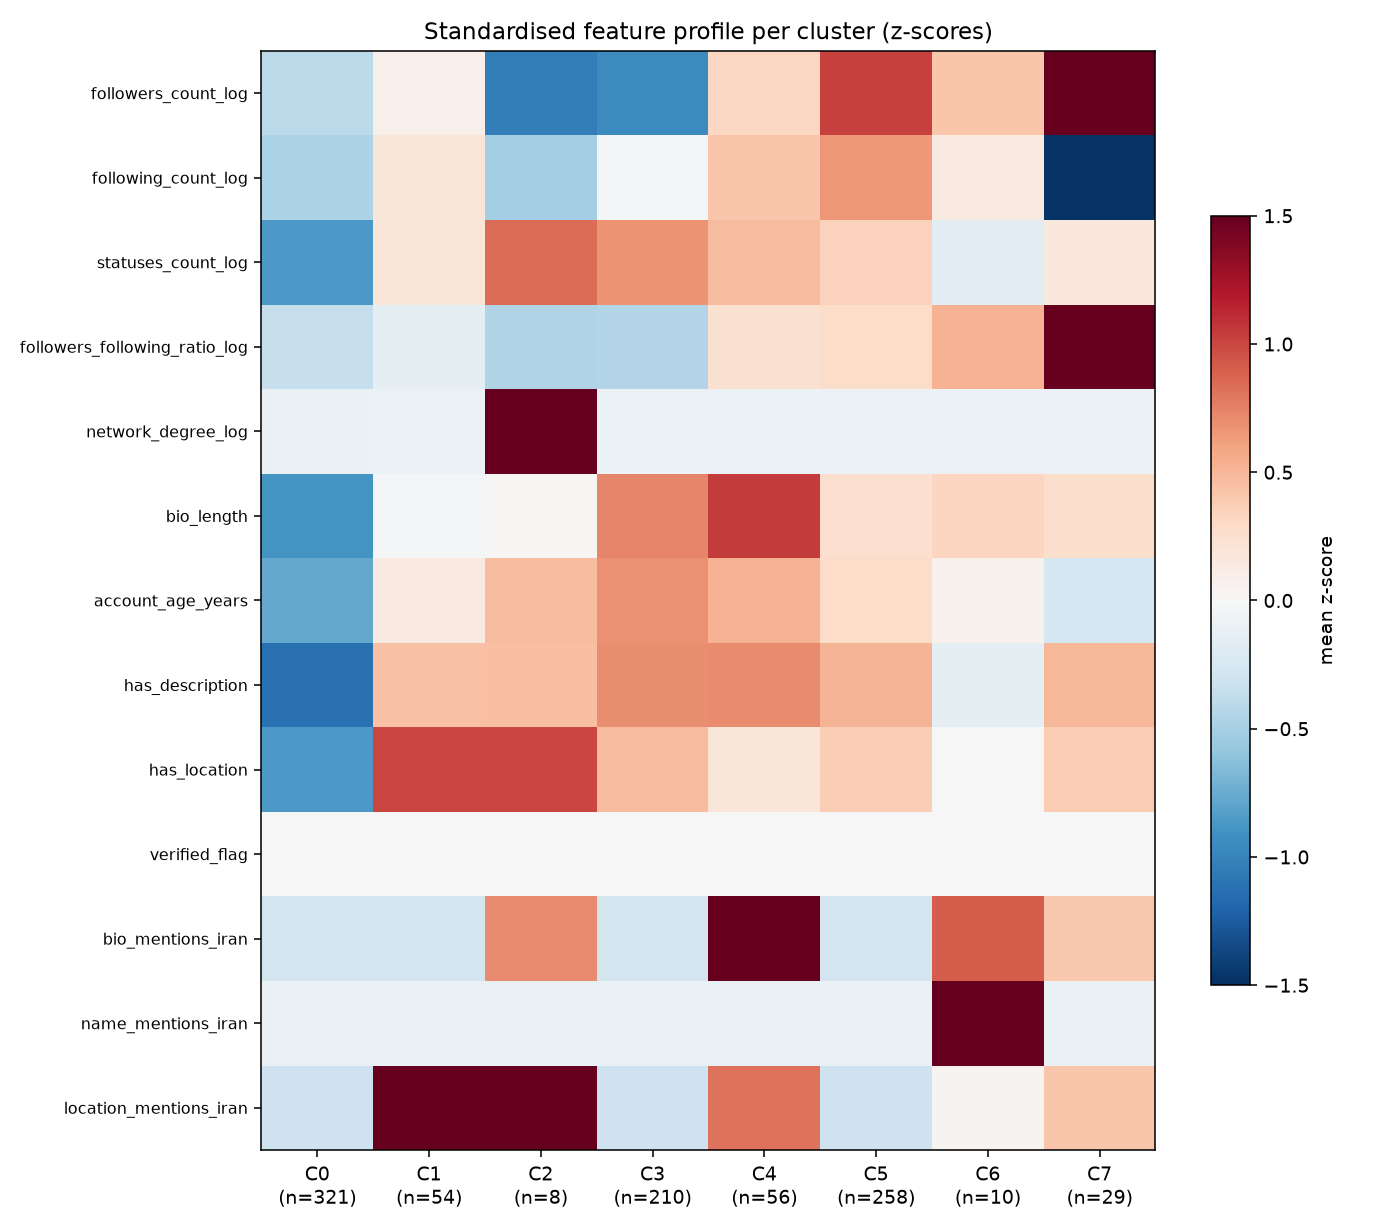 Standardised feature profile per cluster (z-scores)
followers_count_log
following_count_log
statuses_count_log
followers_following_ratio_log
network_degree_log
bio_length
account_age_years
has_description
has_location
verified_flag
bio_mentions_iran
name_mentions_iran
location_mentions_iran
C0 C1 C2 C3 C4 C5 C6 C7
(n=321) (n=54) (n=8) (n=210) (n=56) (n=258) (n=10) (n=29)
1.5
1.0
0.5
0.0
−0.5
−1.0
−1.5
mean z-score